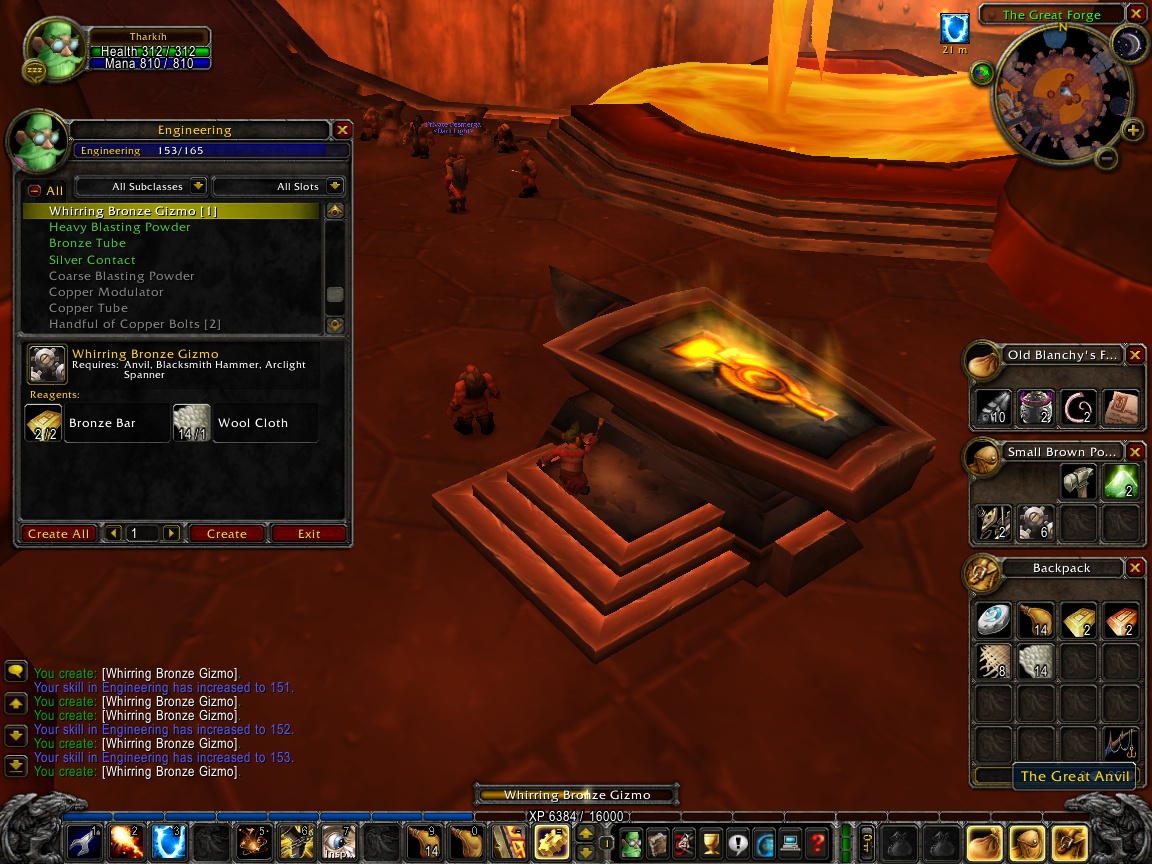 Tharkih
Health 312 / 312
Mana 810 / 810
zzz
The Great Forge
N
21 m
Engineering
Engineering 153/165
All
All Subclasses
All Slots
Whirring Bronze Gizmo [1]
Heavy Blasting Powder
Bronze Tube
Silver Contact
Coarse Blasting Powder
Copper Modulator
Copper Tube
Handful of Copper Bolts [2]
Whirring Bronze Gizmo
Requires: Anvil, Blacksmith Hammer, Arclight
Spanner
Reagents:
2/2 Bronze Bar
14/1 Wool Cloth
Create All
1
Create
Exit
Old Blanchy's F...
10 2 2
Small Brown Po...
2
2 6
Backpack
14 2 2
8 14
The Great Anvil
You create: [Whirring Bronze Gizmo].
Your skill in Engineering has increased to 151.
You create: [Whirring Bronze Gizmo].
You create: [Whirring Bronze Gizmo].
Your skill in Engineering has increased to 152.
You create: [Whirring Bronze Gizmo].
Your skill in Engineering has increased to 153.
You create: [Whirring Bronze Gizmo].
Whirring Bronze Gizmo
XP 6384 / 16000
1 2 3 5 6 7 9 0
14
1